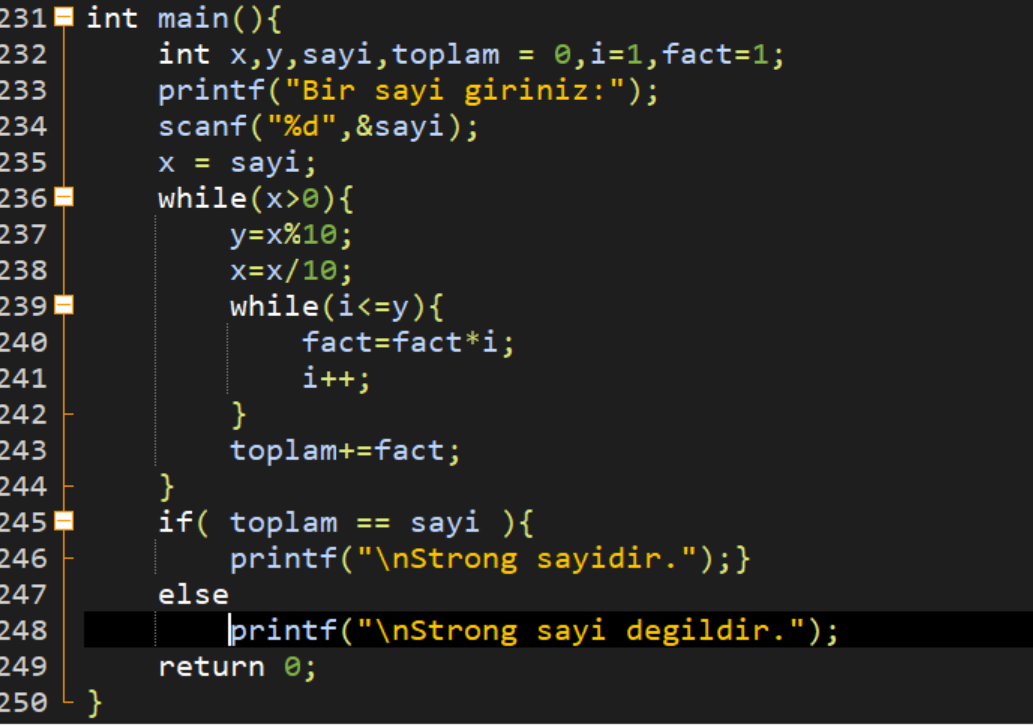 231 int main(){
232 int x,y,sayi,toplam = 0,i=1,fact=1;
233 printf("Bir sayi giriniz:");
234 scanf("%d",&sayi);
235 x = sayi;
236 while(x>0){
237 y=x%10;
238 x=x/10;
239 while(i<=y){
240 fact=fact*i;
241 i++;
242 }
243 toplam+=fact;
244 }
245 if( toplam == sayi ){
246 printf("\nStrong sayidir.");}
247 else
248 printf("\nStrong sayi degildir.");
249 return 0;
250 }